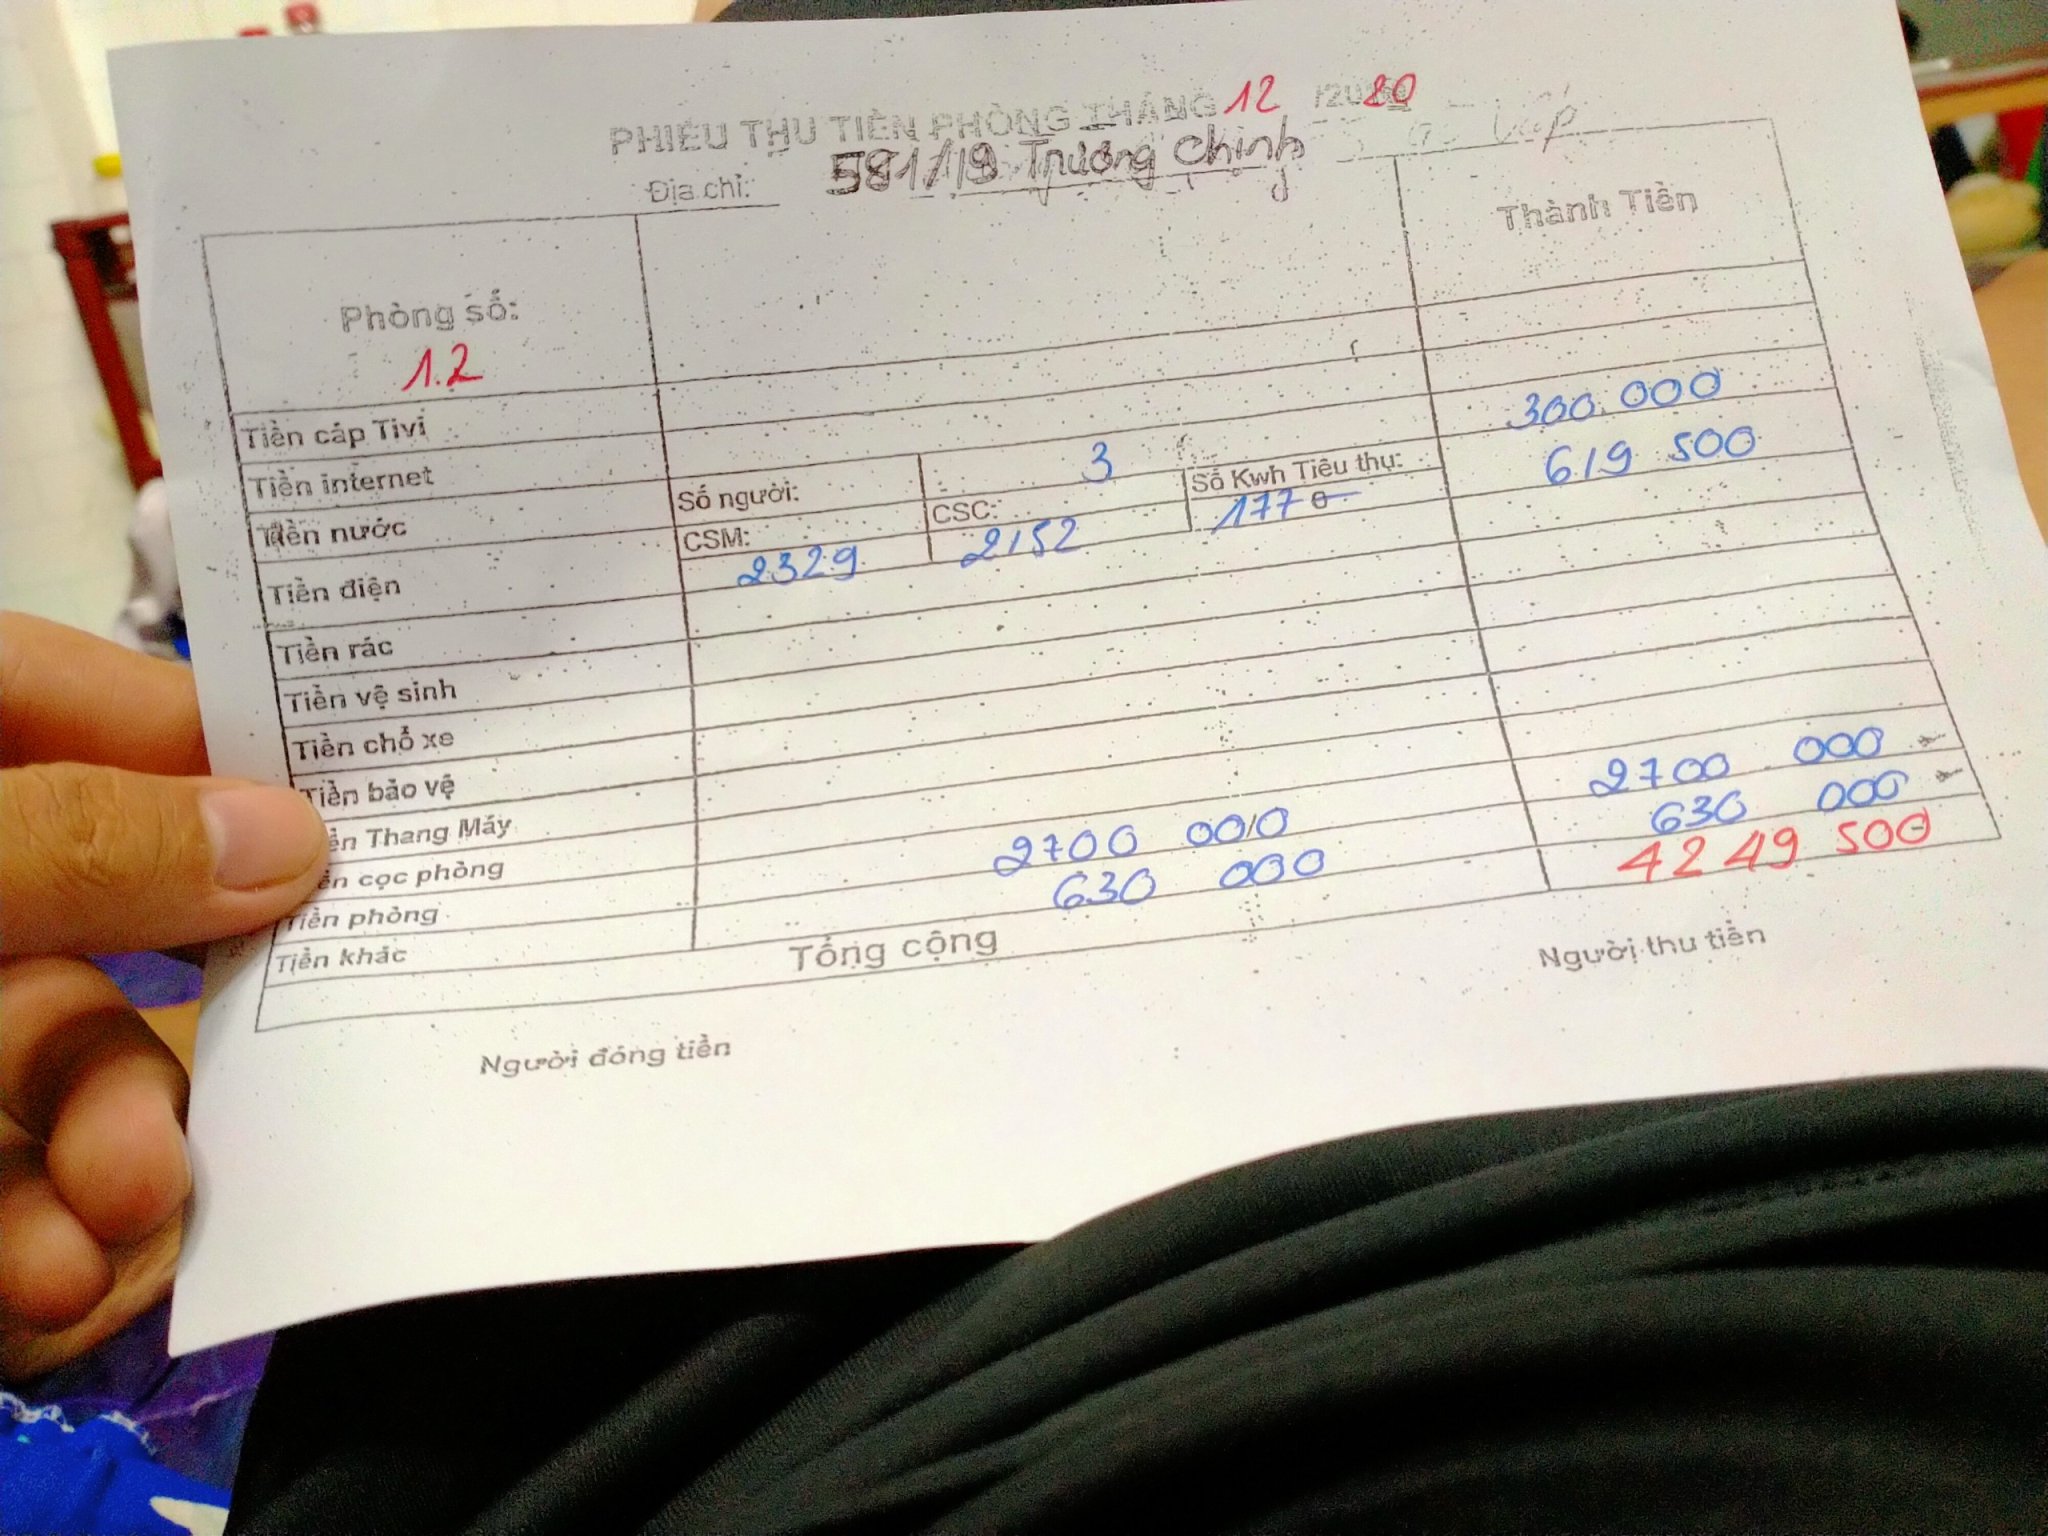 PHIẾU THU TIỀN PHÒNG THÁNG 12 /2020
Địa chỉ: 581/19 Trường Chinh
Phòng số: Thành Tiền
1.2
Tiền cáp Tivi
Tiền internet
Tiền nước Số người: 3 300.000
Tiền điện CSM: 2329 CSC: 2152 Số Kwh Tiêu thụ: 177 619 500
Tiền rác
Tiền vệ sinh
Tiền chổ xe
Tiền bảo vệ
ền Thang Máy
ền cọc phòng
Tiền phòng 2700 000 2700 000
Tiền khác 630 000 630 000
Tổng cộng 4249 500
Người đóng tiền Người thu tiền